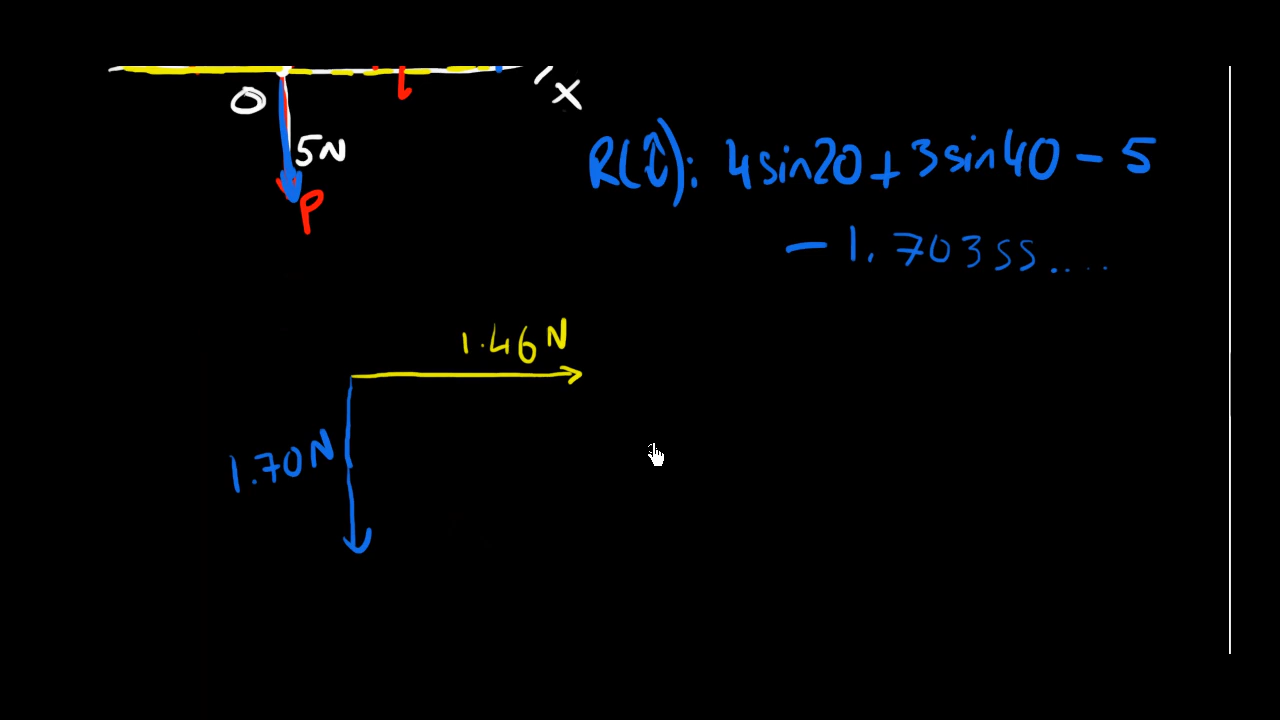 O
X
5N
P
R(↕): 4sin20 + 3sin40 - 5
- 1.70355....
1.46N
1.70N